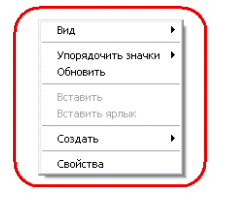 Вид
Упорядочить значки
Обновить
Вставить
Вставить ярлык
Создать
Свойства